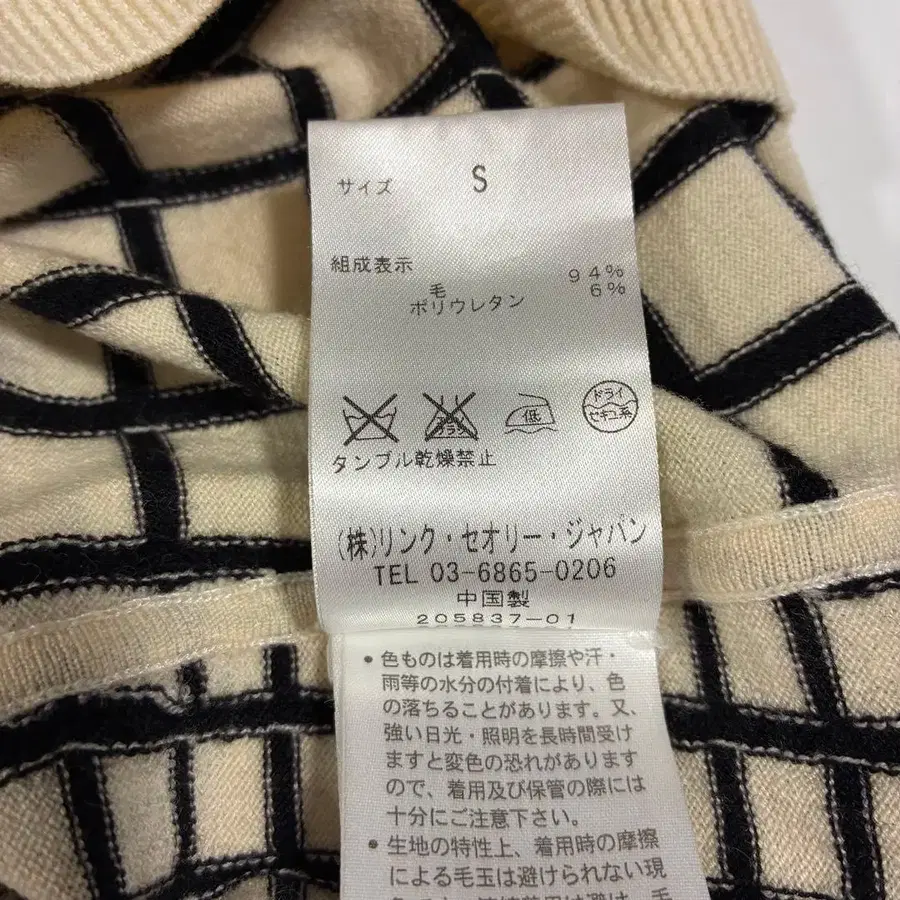 サイズ S
組成表示
毛 94%
ポリウレタン 6%
低
ドライ
セキユ系
タンブル乾燥禁止
(株)リンク・セオリー・ジャパン
TEL 03-6865-0206
中国製
205837-01
• 色ものは着用時の摩擦や汗・
雨等の水分の付着により、色
の落ちることがあります。又、
強い日光・照明を長時間受け
ますと変色の恐れがあります
ので、着用及び保管の際には
十分にご注意下さい。
• 生地の特性上、着用時の摩擦
による毛玉は避けられない現